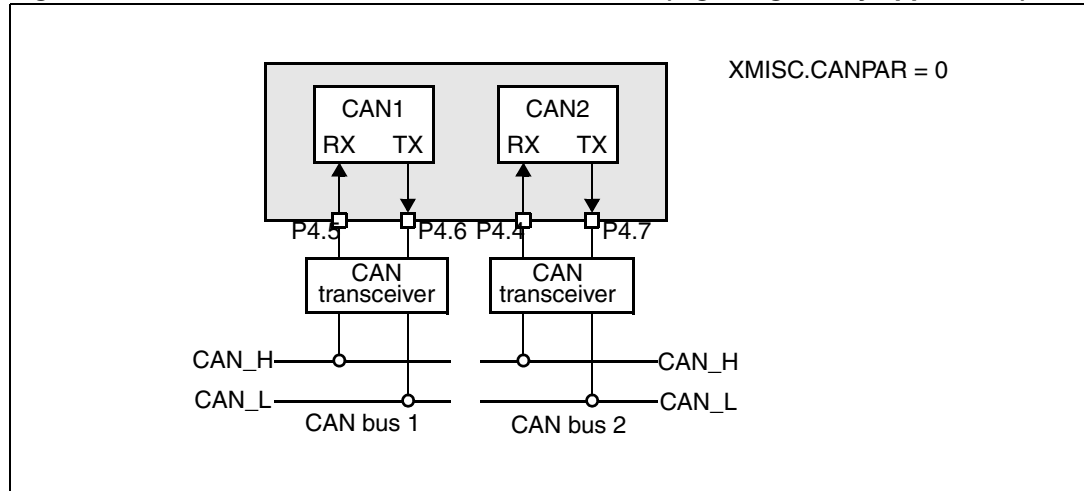 XMISC.CANPAR = 0
CAN1
CAN2
RX TX
RX TX
P4.5
P4.6
P4.4
P4.7
CAN
transceiver
CAN
transceiver
CAN_H
CAN_H
CAN_L
CAN_L
CAN bus 1
CAN bus 2